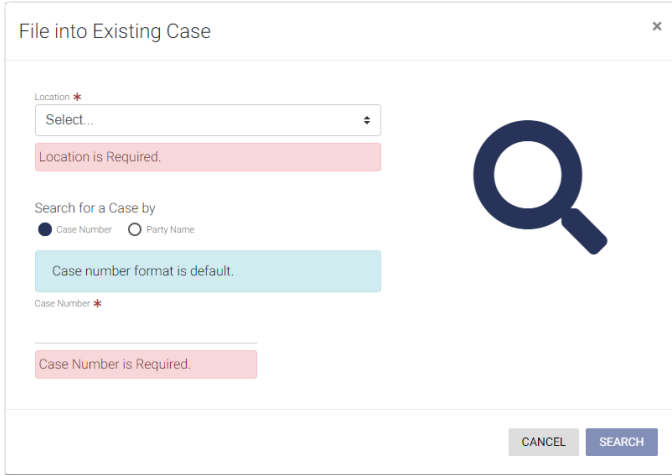 File into Existing Case
×
Location *
Select...
Location is Required.
Search for a Case by
Case Number Party Name
Case number format is default.
Case Number *
Case Number is Required.
CANCEL SEARCH